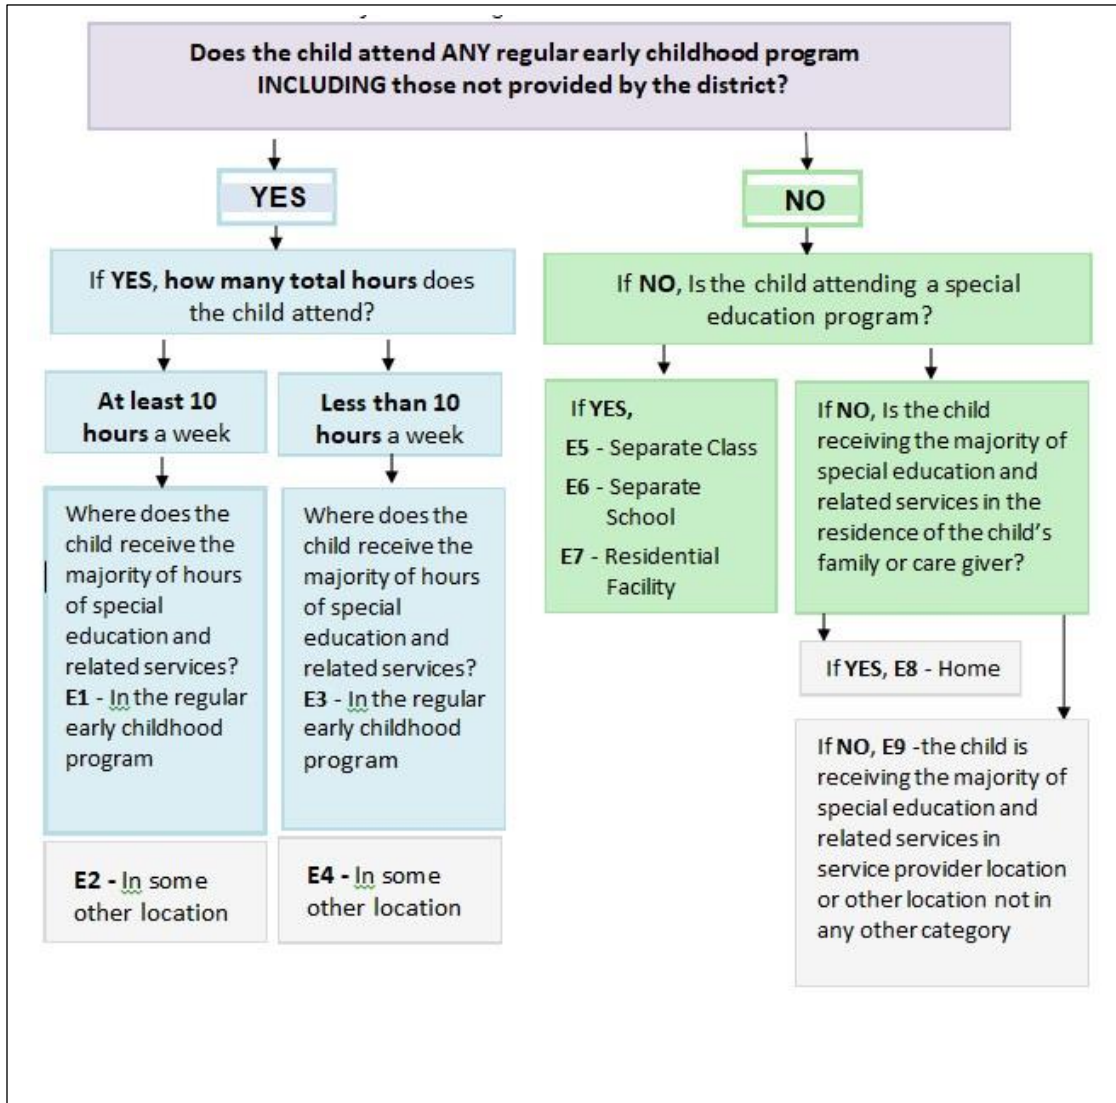 Does the child attend ANY regular early childhood program
INCLUDING those not provided by the district?
YES
NO
If YES, how many total hours does
the child attend?
If NO, Is the child attending a special
education program?
At least 10
hours a week
Less than 10
hours a week
If YES,
E5 - Separate Class
E6 - Separate
School
E7 - Residential
Facility
If NO, Is the child
receiving the majority of
special education and
related services in the
residence of the child's
family or care giver?
Where does the
child receive the
majority of hours
of special
education and
related services?
E1 - In the regular
early childhood
program
Where does the
child receive the
majority of hours
of special
education and
related services?
E3 - In the regular
early childhood
program
If YES, E8 - Home
If NO, E9 -the child is
receiving the majority of
special education and
related services in
service provider location
or other location not in
any other category
E2 - In some
other location
E4 - In some
other location